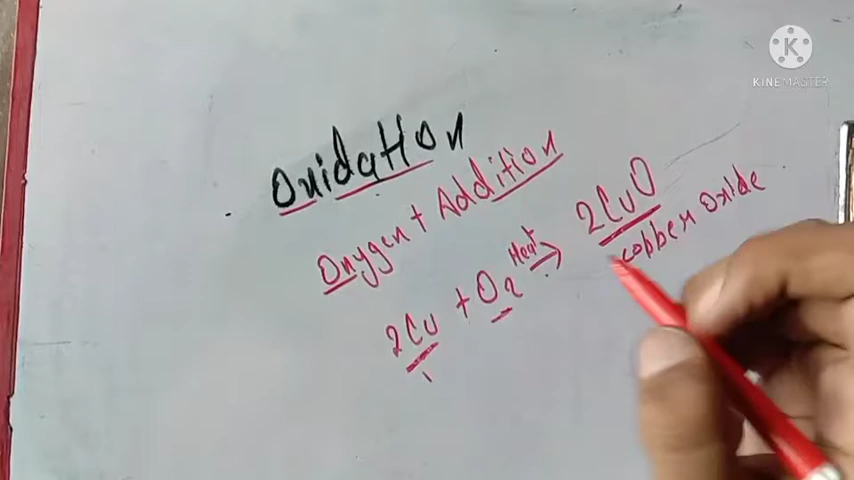 KINEMASTER
Oxidation
Oxygen + Addition
2Cu + O2 Heat → 2CuO
copper Oxide